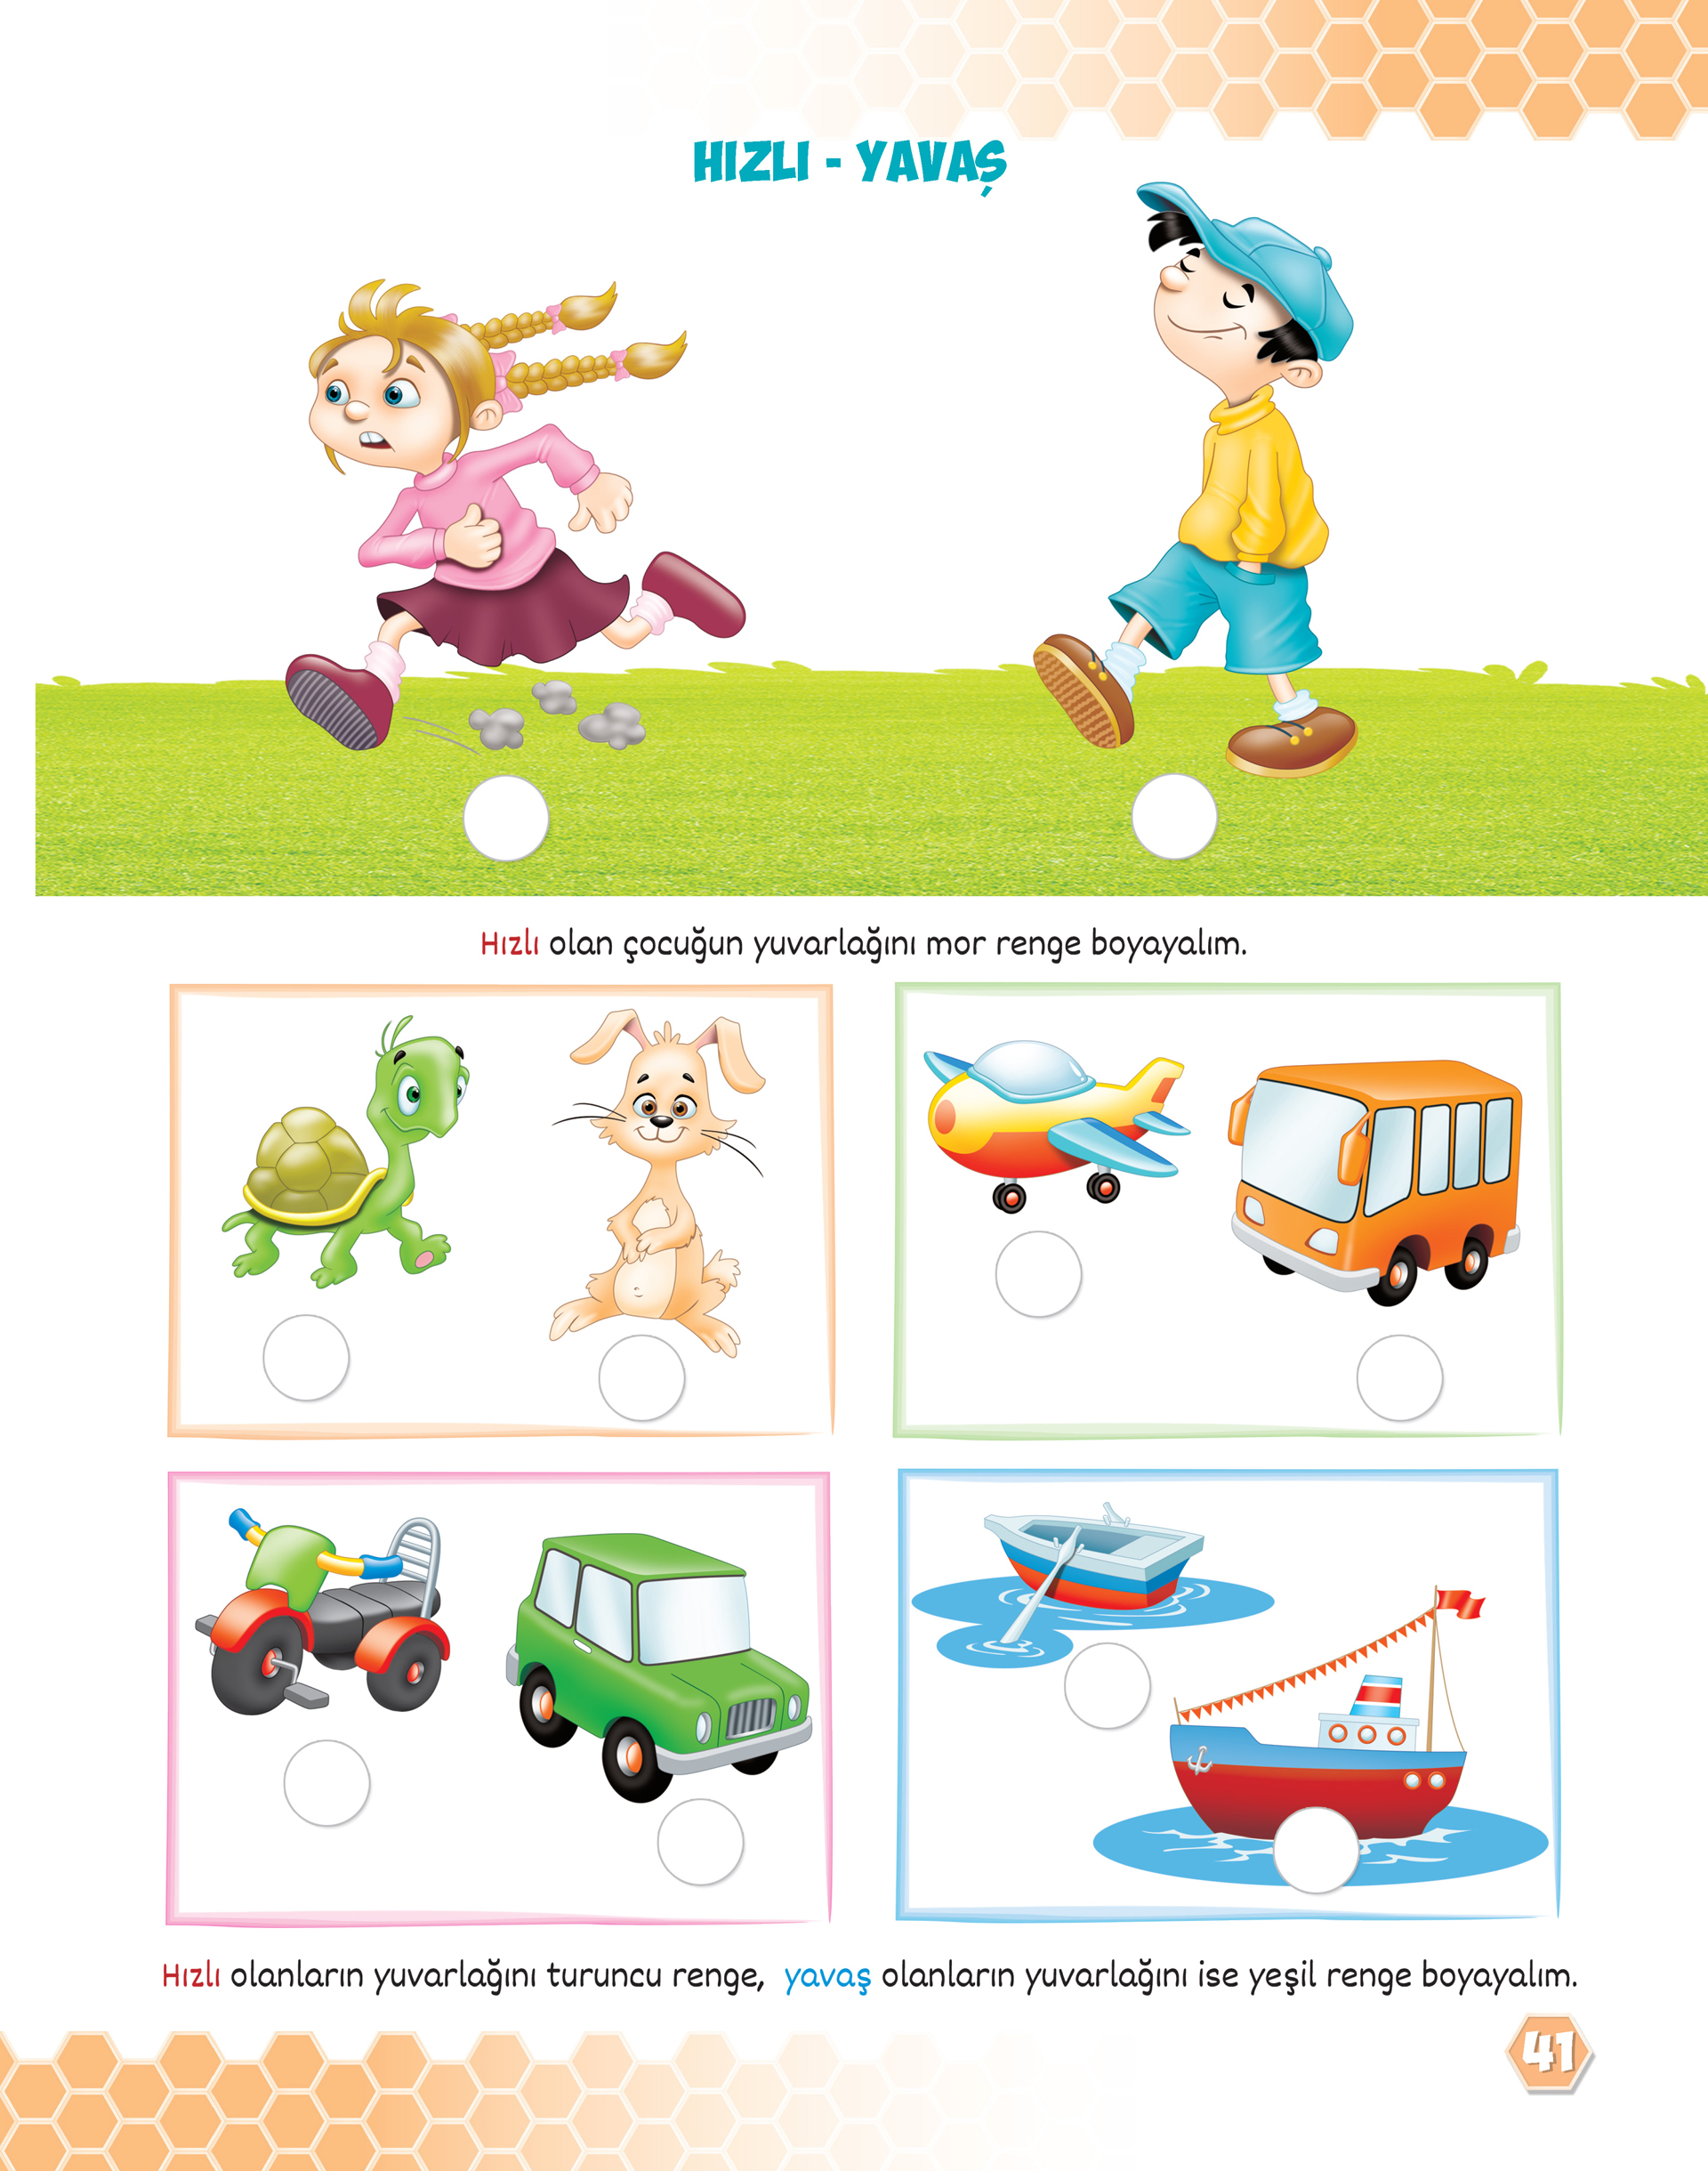 HIZLI - YAVAŞ
Hızlı olan çocuğun yuvarlağını mor renge boyayalım.
Hızlı olanların yuvarlağını turuncu renge, yavaş olanların yuvarlağını ise yeşil renge boyayalım.
41